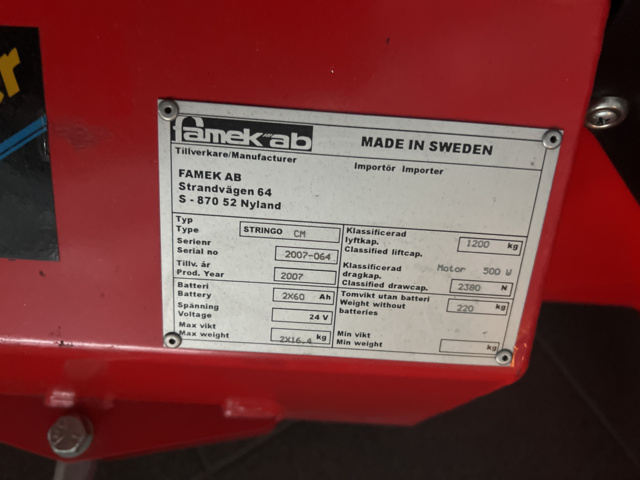 er
famek ab
MADE IN SWEDEN
Tillverkare/Manufacturer
Importör Importer
FAMEK AB
Strandvägen 64
S - 870 52 Nyland
Typ
Type
STRINGO CM
Serienr
Serial no
2007-064
Tillv. år
Prod. Year
2007
Batteri
Battery
2X60 Ah
Spänning
Voltage
24 V
Max vikt
Max weight
2X16.4 kg
Klassificerad
lyftkap.
Classified liftcap.
1200 kg
Klassificerad
dragkap.
Classified drawcap.
Motor 500 W
2380 N
Tomvikt utan batteri
Weight without
batteries
220 kg
Min vikt
Min weight
kg